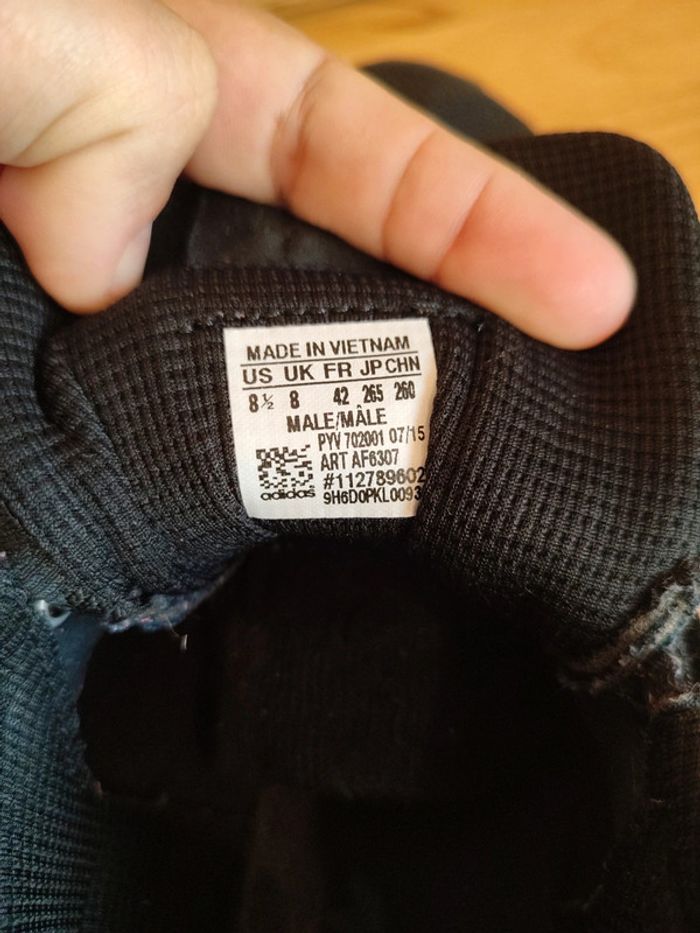 MADE IN VIETNAM
US UK FR JP CHN
8½ 8 42 265 260
MALE/MÂLE
PYV 702001 07/15
ART AF6307
#112789602
adidas 9H6D0PKL0093